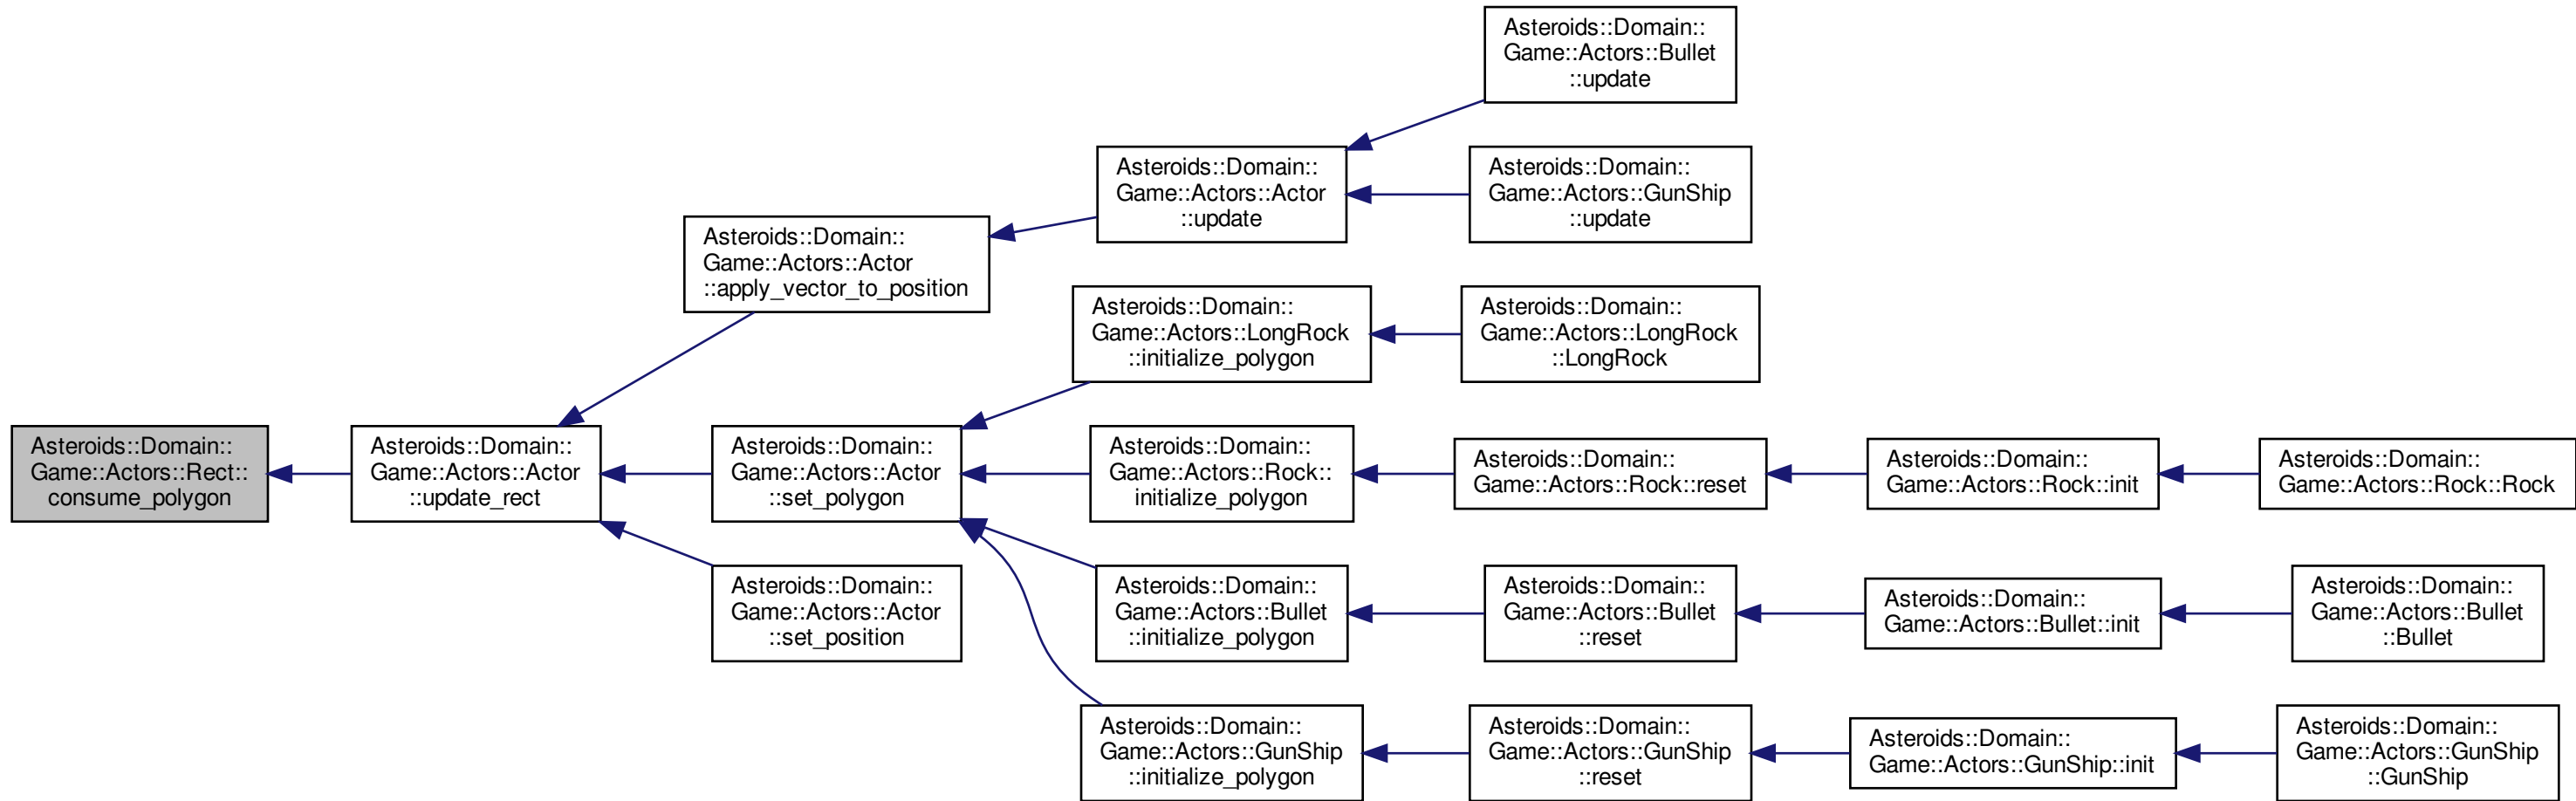 Asteroids::Domain::
Game::Actors::Bullet
::update
Asteroids::Domain::
Game::Actors::Actor
::update
Asteroids::Domain::
Game::Actors::GunShip
::update
Asteroids::Domain::
Game::Actors::Actor
::apply_vector_to_position
Asteroids::Domain::
Game::Actors::LongRock
::initialize_polygon
Asteroids::Domain::
Game::Actors::LongRock
::LongRock
Asteroids::Domain::
Game::Actors::Rect::
consume_polygon
Asteroids::Domain::
Game::Actors::Actor
::update_rect
Asteroids::Domain::
Game::Actors::Actor
::set_polygon
Asteroids::Domain::
Game::Actors::Rock::
initialize_polygon
Asteroids::Domain::
Game::Actors::Rock::reset
Asteroids::Domain::
Game::Actors::Rock::init
Asteroids::Domain::
Game::Actors::Rock::Rock
Asteroids::Domain::
Game::Actors::Actor
::set_position
Asteroids::Domain::
Game::Actors::Bullet
::initialize_polygon
Asteroids::Domain::
Game::Actors::Bullet
::reset
Asteroids::Domain::
Game::Actors::Bullet::init
Asteroids::Domain::
Game::Actors::Bullet
::Bullet
Asteroids::Domain::
Game::Actors::GunShip
::initialize_polygon
Asteroids::Domain::
Game::Actors::GunShip
::reset
Asteroids::Domain::
Game::Actors::GunShip::init
Asteroids::Domain::
Game::Actors::GunShip
::GunShip